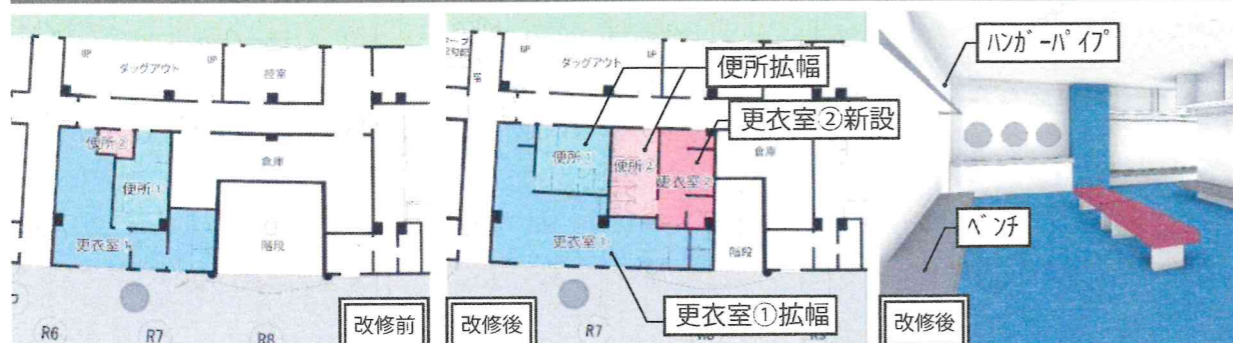 UP
ダッグアウト
UP
控室
便所②
便所①
倉庫
更衣室①
階段
R6
R7
R8
改修前
UP
ダッグアウト
UP
便所拡幅
更衣室②新設
便所①
便所②
更衣室②
倉庫
更衣室①
階段
更衣室①拡幅
R7
改修後
ﾊﾝｶﾞｰﾊﾟｲﾌﾟ
ﾍﾞﾝﾁ
改修後